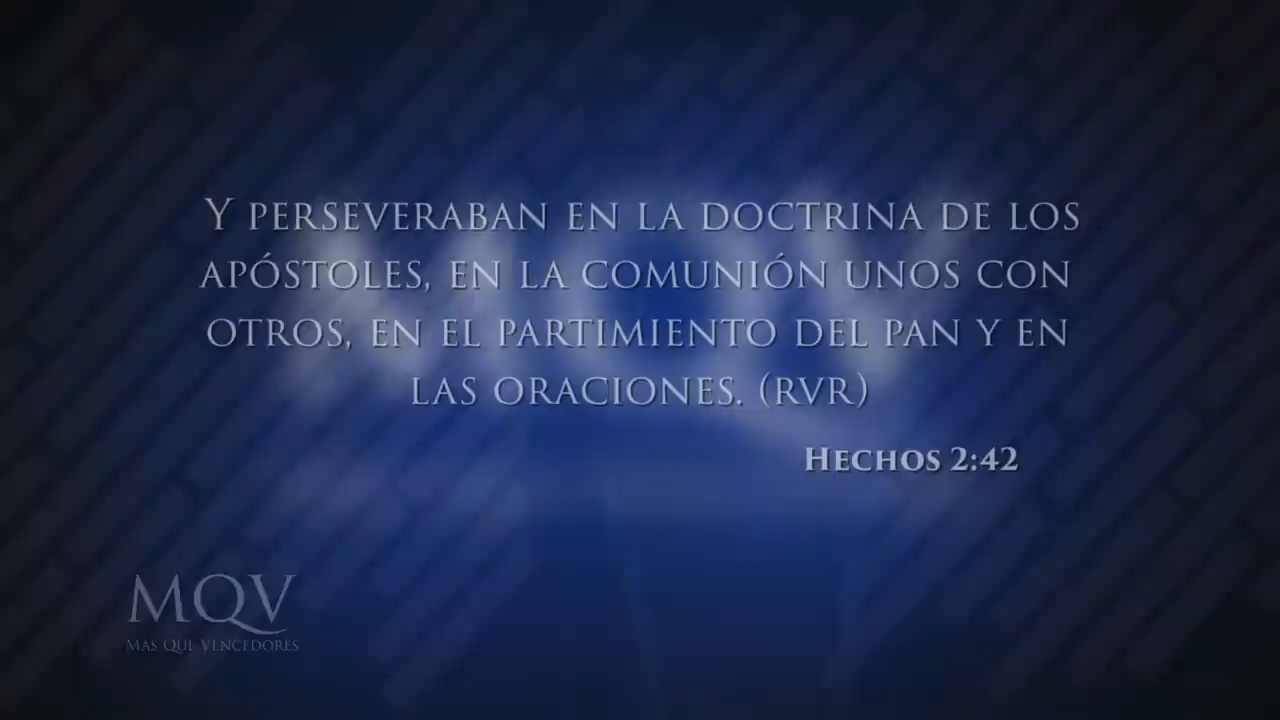 Y PERSEVERABAN EN LA DOCTRINA DE LOS
APÓSTOLES, EN LA COMUNIÓN UNOS CON
OTROS, EN EL PARTIMIENTO DEL PAN Y EN
LAS ORACIONES. (RVR)
HECHOS 2:42
MQV
MAS QUE VENCEDORES